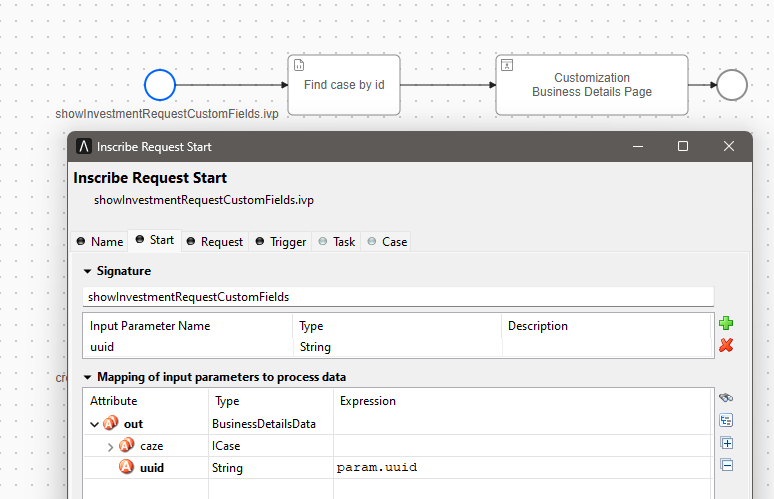 Find case by id
Customization
Business Details Page
showInvestmentRequestCustomFields.ivp
Inscribe Request Start
Inscribe Request Start
showInvestmentRequestCustomFields.ivp
Name
Start
Request
Trigger
Task
Case
Signature
showInvestmentRequestCustomFields
Input Parameter Name Type Description
uuid String
cre
Mapping of input parameters to process data
Attribute Type Expression
out BusinessDetailsData
caze ICase
uuid String param.uuid